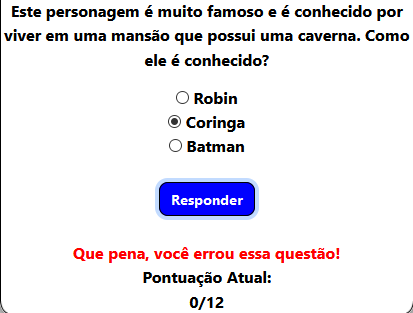 Este personagem é muito famoso e é conhecido por
viver em uma mansão que possui uma caverna. Como
ele é conhecido?
Robin
Coringa
Batman
Responder
Que pena, você errou essa questão!
Pontuação Atual:
0/12